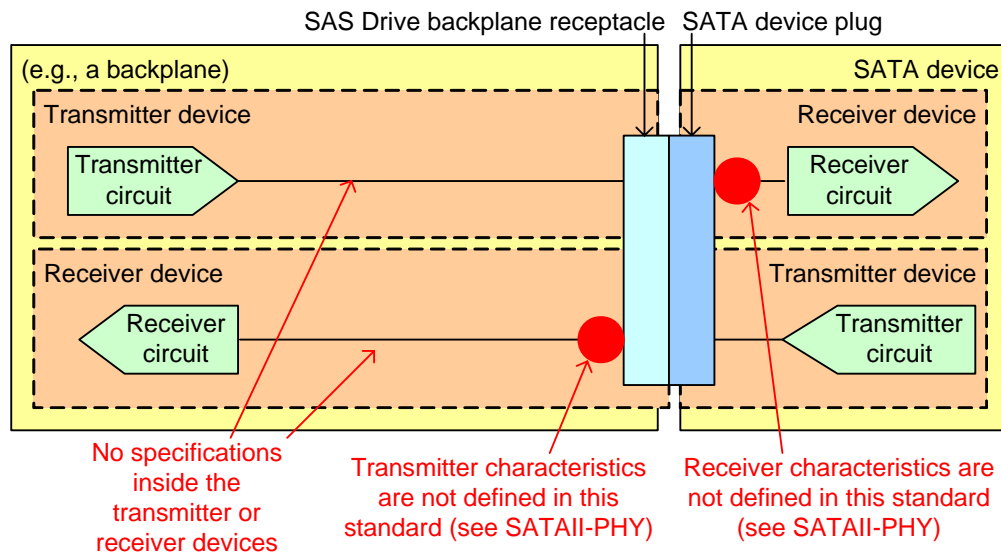 SAS Drive backplane receptacle
SATA device plug
(e.g., a backplane)
SATA device
Transmitter device
Receiver device
Transmitter
circuit
Receiver
circuit
Receiver device
Transmitter device
Receiver
circuit
Transmitter
circuit
No specifications
inside the
transmitter or
receiver devices
Transmitter characteristics
are not defined in this
standard (see SATAII-PHY)
Receiver characteristics are
not defined in this standard
(see SATAII-PHY)